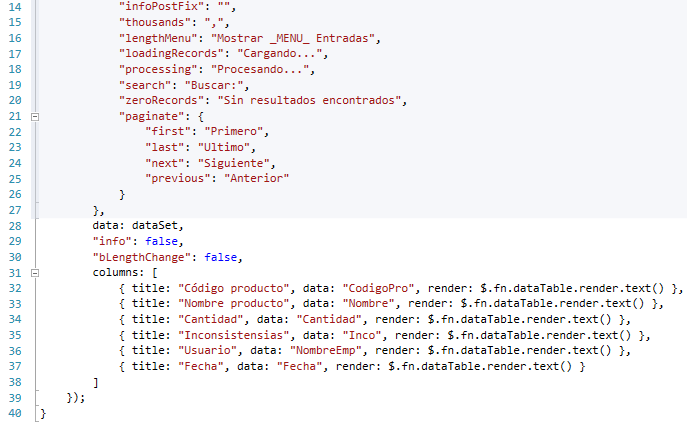 14 "infoPostFix": "",
15 "thousands": ",",
16 "lengthMenu": "Mostrar _MENU_ Entradas",
17 "loadingRecords": "Cargando...",
18 "processing": "Procesando...",
19 "search": "Buscar:",
20 "zeroRecords": "Sin resultados encontrados",
21 "paginate": {
22 "first": "Primero",
23 "last": "Ultimo",
24 "next": "Siguiente",
25 "previous": "Anterior"
26 }
27 },
28 data: dataSet,
29 "info": false,
30 "bLengthChange": false,
31 columns: [
32 { title: "Código producto", data: "CodigoPro", render: $.fn.dataTable.render.text() },
33 { title: "Nombre producto", data: "Nombre", render: $.fn.dataTable.render.text() },
34 { title: "Cantidad", data: "Cantidad", render: $.fn.dataTable.render.text() },
35 { title: "Inconsistensias", data: "Inco", render: $.fn.dataTable.render.text() },
36 { title: "Usuario", data: "NombreEmp", render: $.fn.dataTable.render.text() },
37 { title: "Fecha", data: "Fecha", render: $.fn.dataTable.render.text() }
38 ]
39 });
40 }